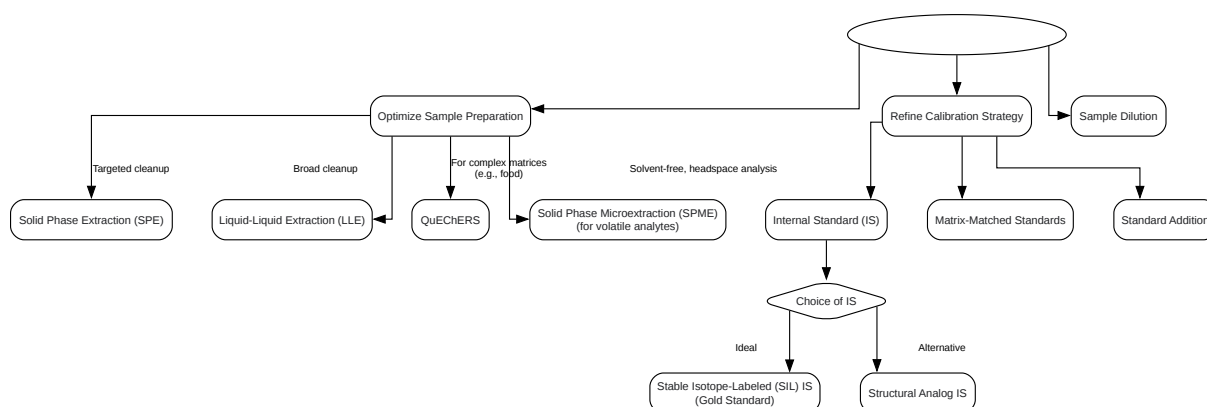 Optimize Sample Preparation
Refine Calibration Strategy
Sample Dilution
Targeted cleanup
Broad cleanup
For complex matrices
(e.g., food)
Solvent-free, headspace analysis
Solid Phase Extraction (SPE)
Liquid-Liquid Extraction (LLE)
QuEChERS
Solid Phase Microextraction (SPME)
(for volatile analytes)
Internal Standard (IS)
Matrix-Matched Standards
Standard Addition
Choice of IS
Ideal
Alternative
Stable Isotope-Labeled (SIL) IS
(Gold Standard)
Structural Analog IS